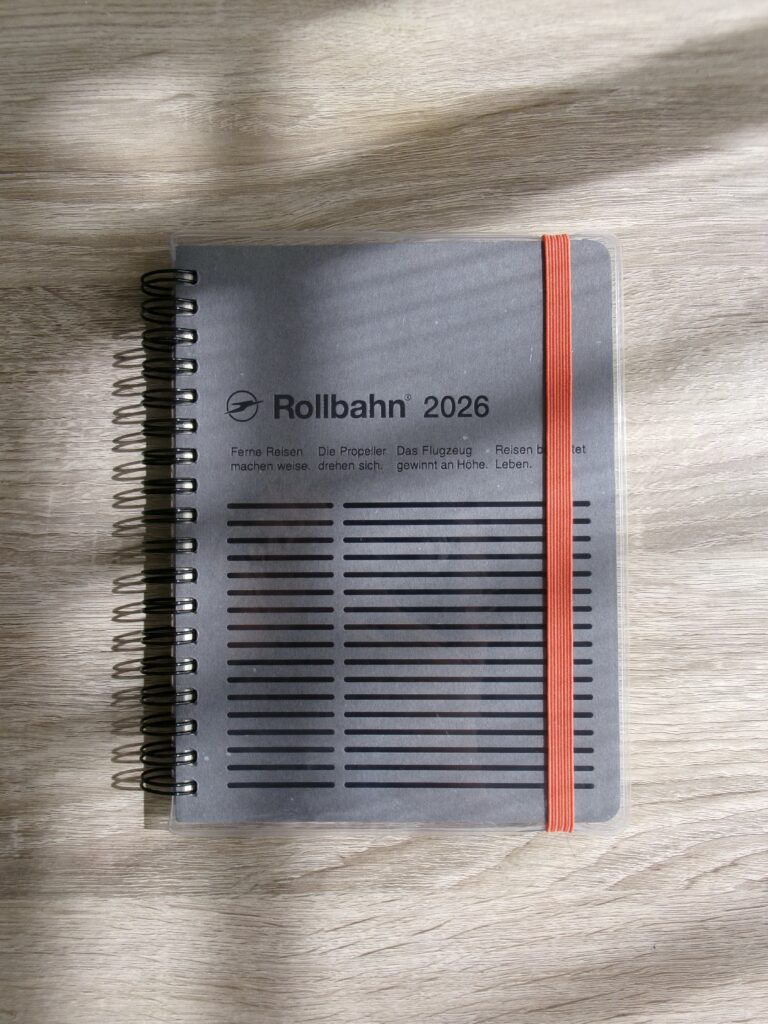 Rollbahn® 2026
Ferne Reisen Die Propeller Das Flugzeug Reisen
machen weise. drehen sich. gewinnt an Höhe. Leben.